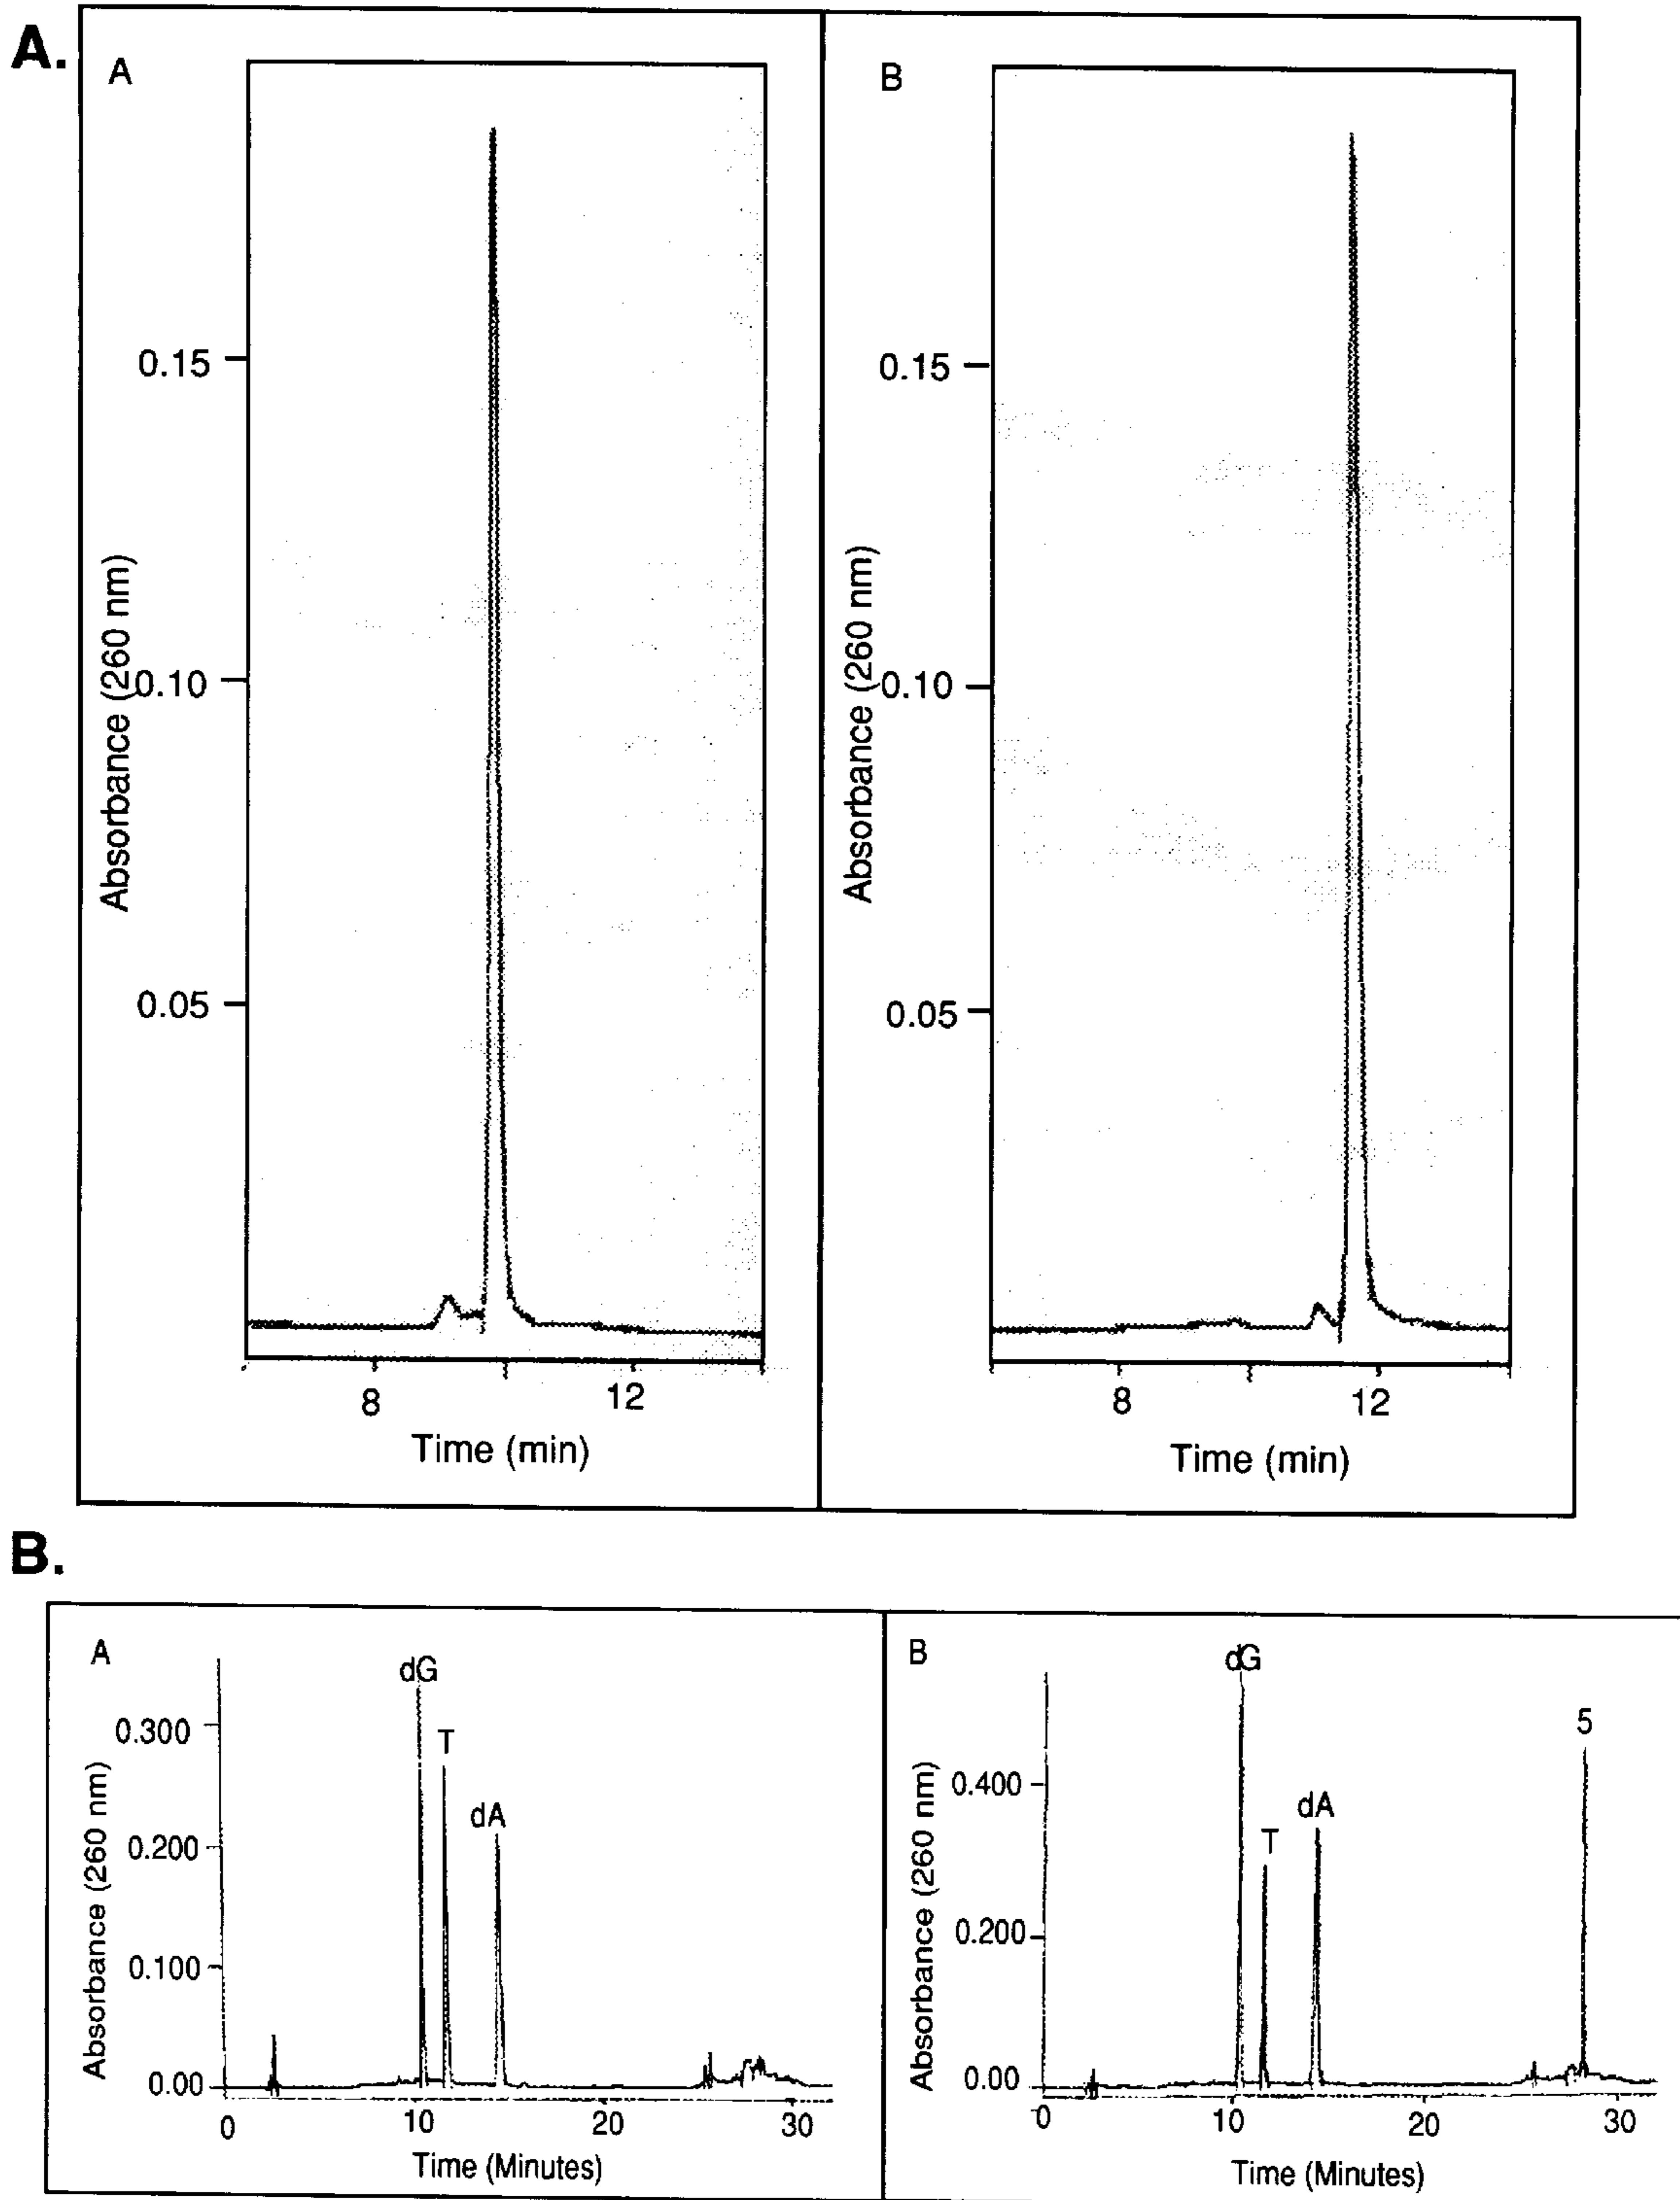 A.
A
0.15
0.10
0.05
Absorbance (260 nm)
8
12
Time (min)
B
0.15
0.10
0.05
Absorbance (260 nm)
8
12
Time (min)
B.
A
dG
T
dA
0.300
0.200
0.100
0.00
Absorbance (260 nm)
0
10
20
30
Time (Minutes)
B
dG
T
dA
5
0.400
0.200
0.00
Absorbance (260 nm)
0
10
20
30
Time (Minutes)